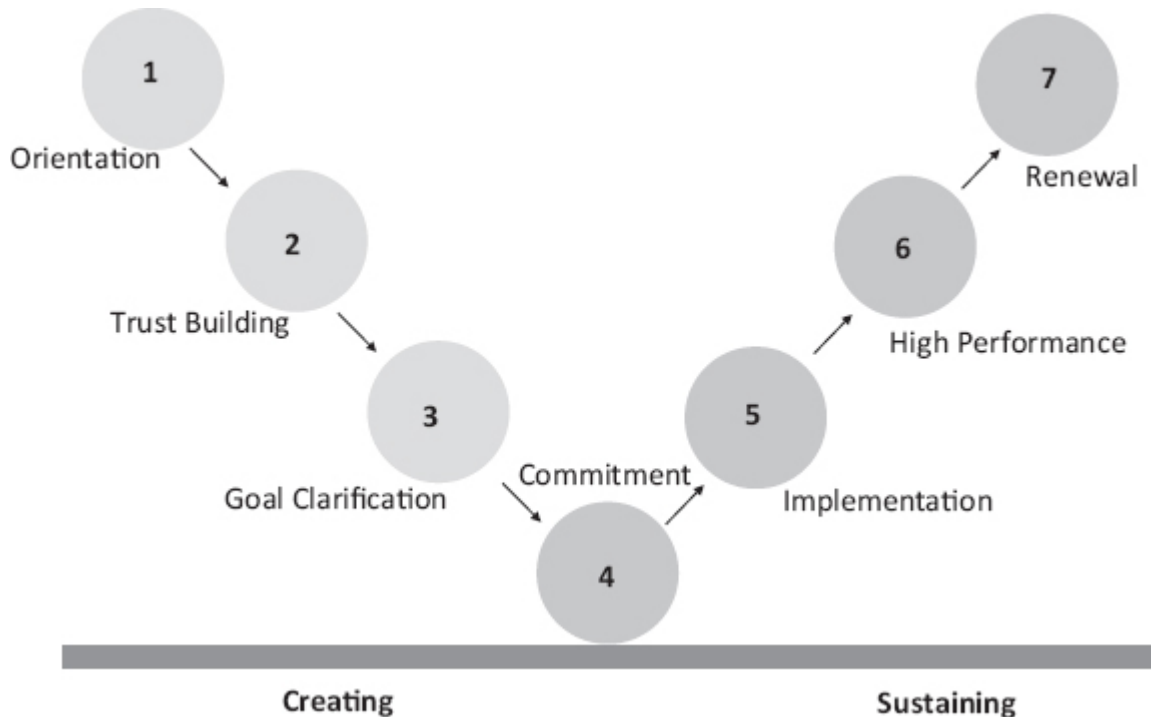 1
Orientation
2
Trust Building
3
Goal Clarification
Commitment
4
5
Implementation
6
High Performance
7
Renewal
Creating
Sustaining